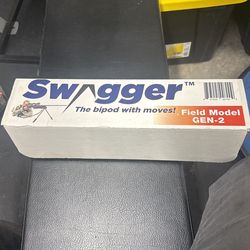 Swagger™
The bipod with moves!
Field Model
GEN-2